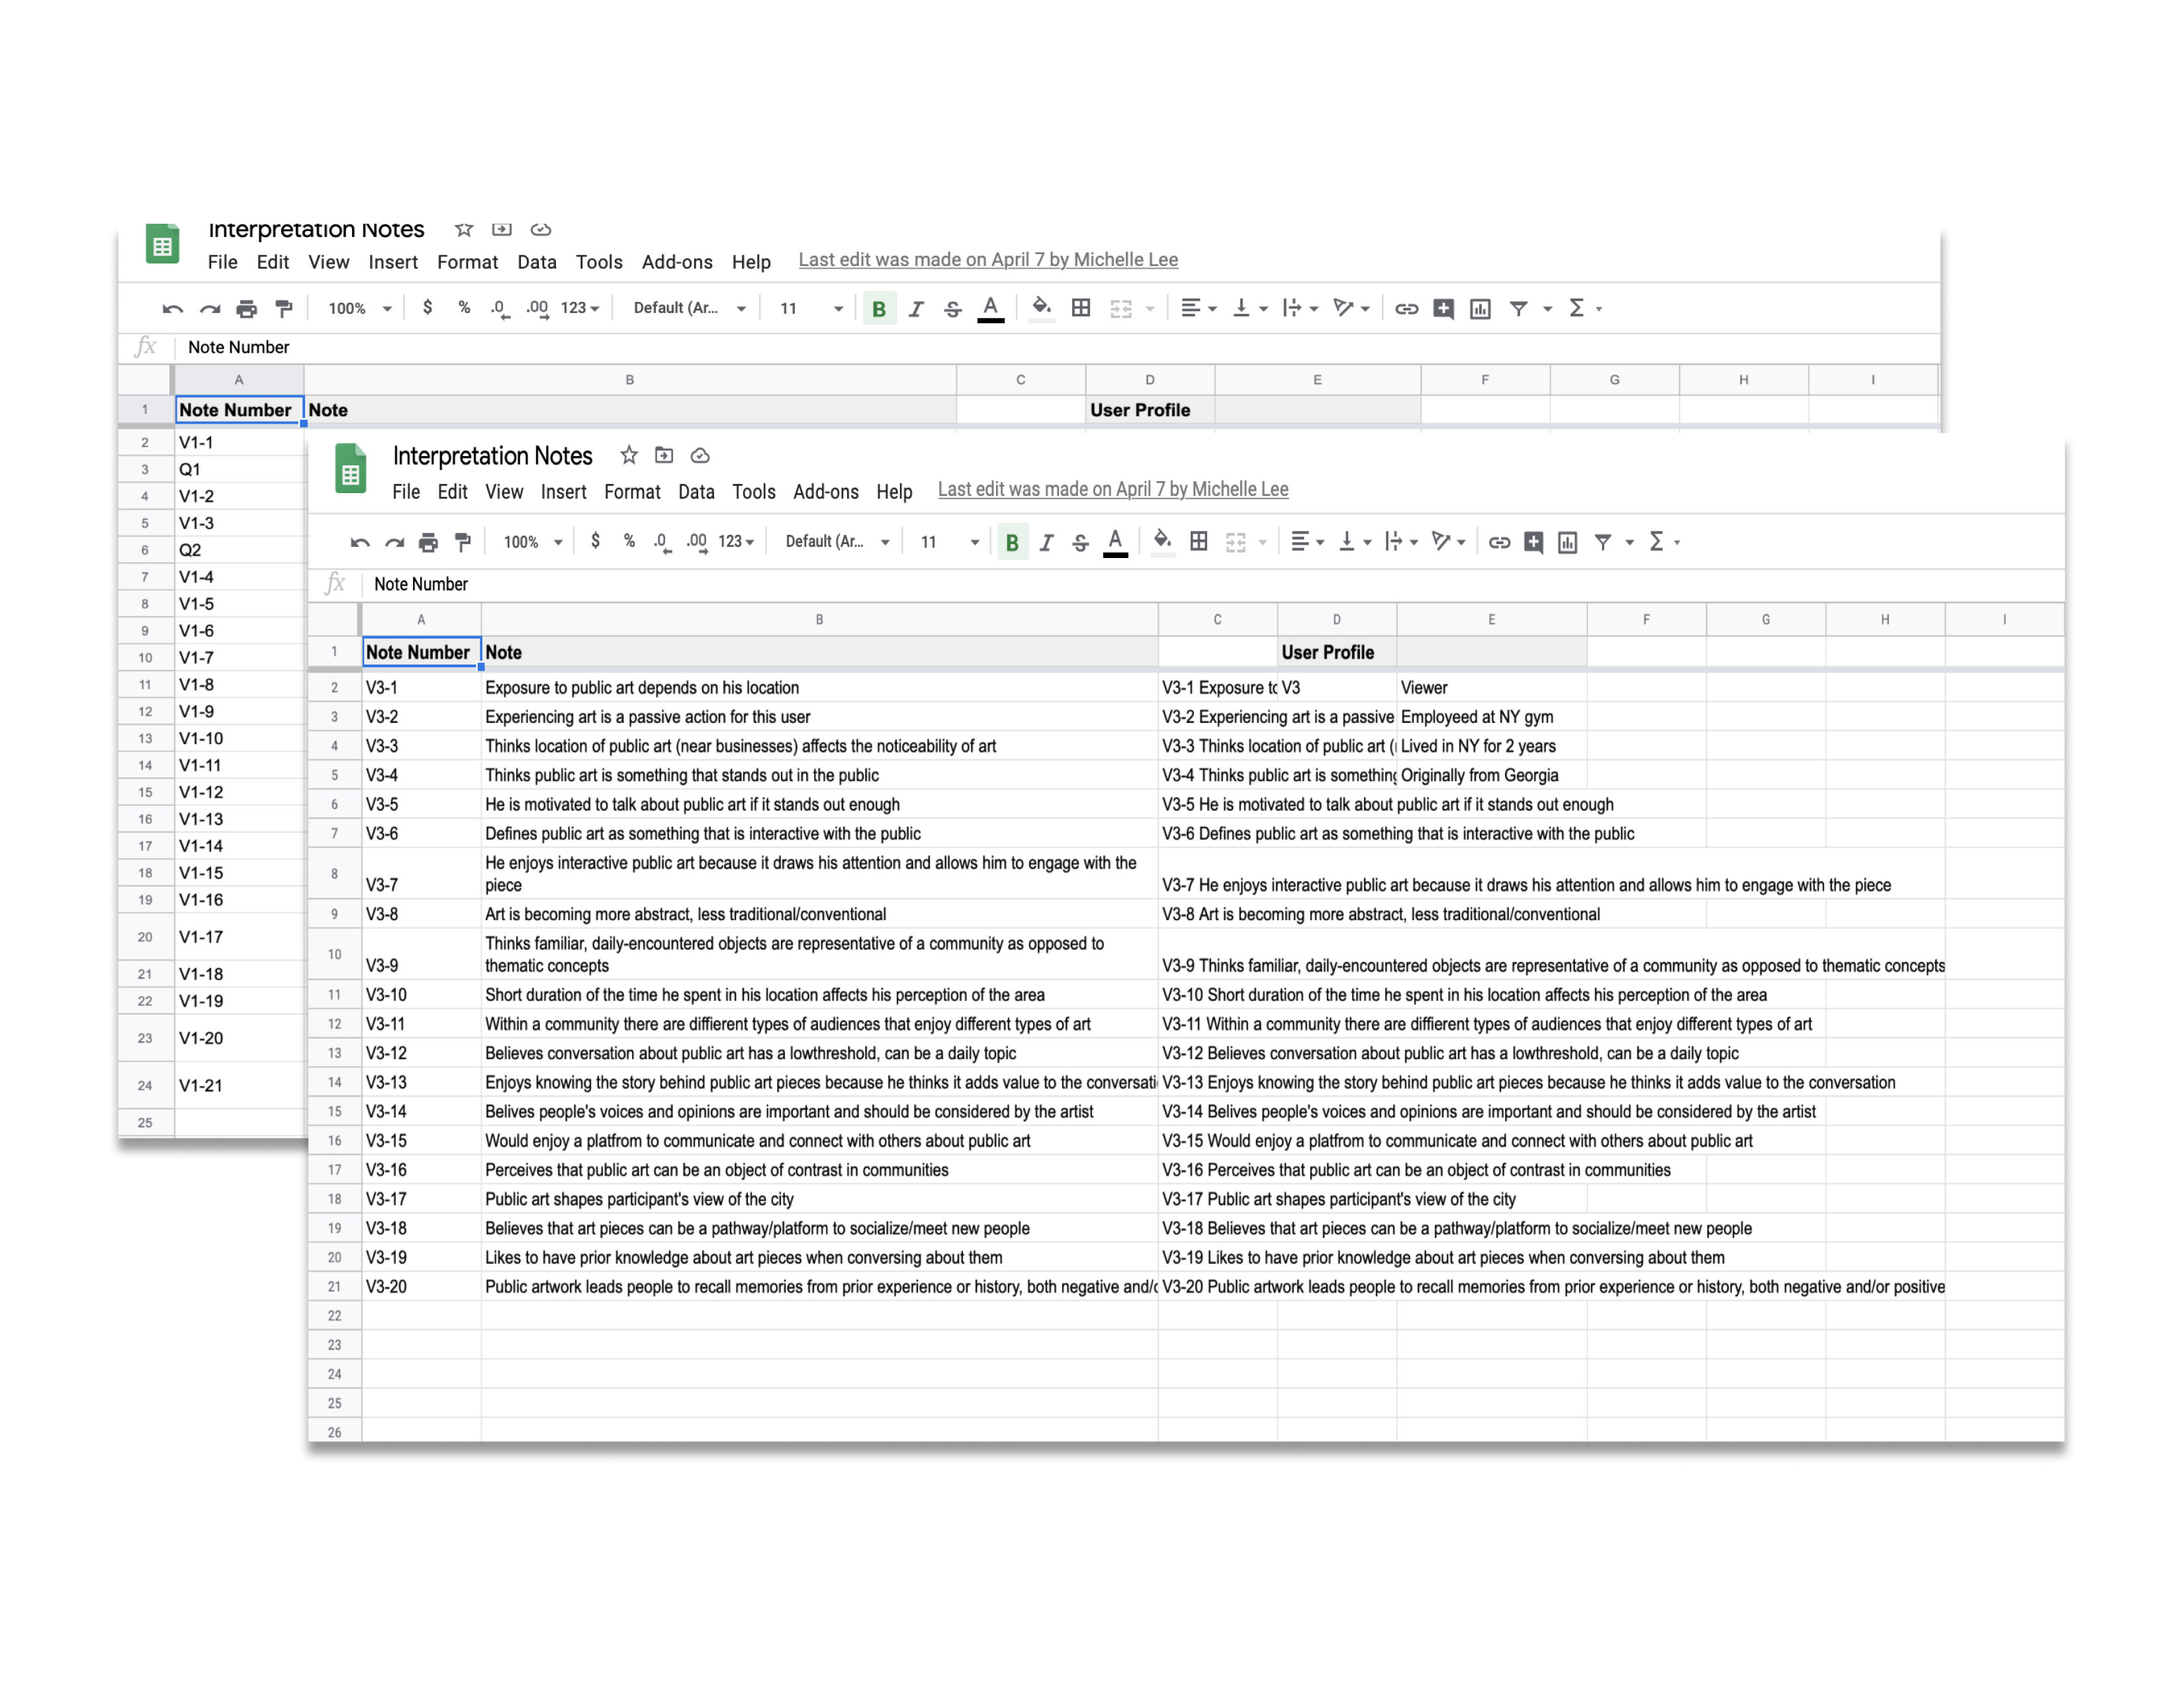 Interpretation Notes
File Edit View Insert Format Data Tools Add-ons Help Last edit was made on April 7 by Michelle Lee
100% $ % .0 .00 123 Default (Ar... 11 B I S A Σ
fx Note Number
A B C D E F G H I
1 Note Number Note User Profile
2 V1-1
3 Q1
4 V1-2
5 V1-3
6 Q2
7 V1-4
8 V1-5
9 V1-6
10 V1-7
11 V1-8
12 V1-9
13 V1-10
14 V1-11
15 V1-12
16 V1-13
17 V1-14
18 V1-15
19 V1-16
20 V1-17
21 V1-18
22 V1-19
23 V1-20
24 V1-21
25
Interpretation Notes
File Edit View Insert Format Data Tools Add-ons Help Last edit was made on April 7 by Michelle Lee
100% $ % .0 .00 123 Default (Ar... 11 B I S A Σ
fx Note Number
A B C D E F G H I
1 Note Number Note User Profile
2 V3-1 Exposure to public art depends on his location V3-1 Exposure to V3 Viewer
3 V3-2 Experiencing art is a passive action for this user V3-2 Experiencing art is a passive Employeed at NY gym
4 V3-3 Thinks location of public art (near businesses) affects the noticeability of art V3-3 Thinks location of public art ( Lived in NY for 2 years
5 V3-4 Thinks public art is something that stands out in the public V3-4 Thinks public art is something Originally from Georgia
6 V3-5 He is motivated to talk about public art if it stands out enough V3-5 He is motivated to talk about public art if it stands out enough
7 V3-6 Defines public art as something that is interactive with the public V3-6 Defines public art as something that is interactive with the public
He enjoys interactive public art because it draws his attention and allows him to engage with the
8 V3-7 piece V3-7 He enjoys interactive public art because it draws his attention and allows him to engage with the piece
9 V3-8 Art is becoming more abstract, less traditional/conventional V3-8 Art is becoming more abstract, less traditional/conventional
Thinks familiar, daily-encountered objects are representative of a community as opposed to
10 V3-9 thematic concepts V3-9 Thinks familiar, daily-encountered objects are representative of a community as opposed to thematic concepts
11 V3-10 Short duration of the time he spent in his location affects his perception of the area V3-10 Short duration of the time he spent in his location affects his perception of the area
12 V3-11 Within a community there are diffierent types of audiences that enjoy different types of art V3-11 Within a community there are diffierent types of audiences that enjoy different types of art
13 V3-12 Believes conversation about public art has a lowthreshold, can be a daily topic V3-12 Believes conversation about public art has a lowthreshold, can be a daily topic
14 V3-13 Enjoys knowing the story behind public art pieces because he thinks it adds value to the conversati V3-13 Enjoys knowing the story behind public art pieces because he thinks it adds value to the conversation
15 V3-14 Belives people's voices and opinions are important and should be considered by the artist V3-14 Belives people's voices and opinions are important and should be considered by the artist
16 V3-15 Would enjoy a platfrom to communicate and connect with others about public art V3-15 Would enjoy a platfrom to communicate and connect with others about public art
17 V3-16 Perceives that public art can be an object of contrast in communities V3-16 Perceives that public art can be an object of contrast in communities
18 V3-17 Public art shapes participant's view of the city V3-17 Public art shapes participant's view of the city
19 V3-18 Believes that art pieces can be a pathway/platform to socialize/meet new people V3-18 Believes that art pieces can be a pathway/platform to socialize/meet new people
20 V3-19 Likes to have prior knowledge about art pieces when conversing about them V3-19 Likes to have prior knowledge about art pieces when conversing about them
21 V3-20 Public artwork leads people to recall memories from prior experience or history, both negative and/ V3-20 Public artwork leads people to recall memories from prior experience or history, both negative and/or positive
22
23
24
25
26